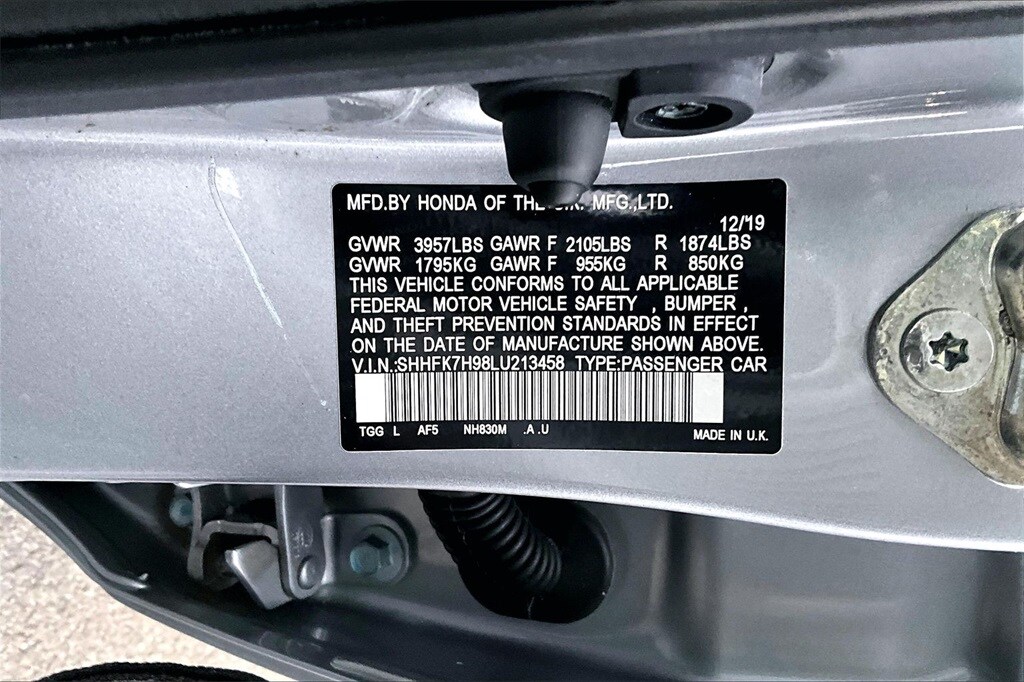 MFD.BY HONDA OF THE U.K. MFG.,LTD.
12/19
GVWR 3957LBS GAWR F 2105LBS R 1874LBS
GVWR 1795KG GAWR F 955KG R 850KG
THIS VEHICLE CONFORMS TO ALL APPLICABLE
FEDERAL MOTOR VEHICLE SAFETY , BUMPER ,
AND THEFT PREVENTION STANDARDS IN EFFECT
ON THE DATE OF MANUFACTURE SHOWN ABOVE.
V.I.N.:SHHFK7H98LU213458 TYPE:PASSENGER CAR
TGG L AF5 NH830M .A .U MADE IN U.K.